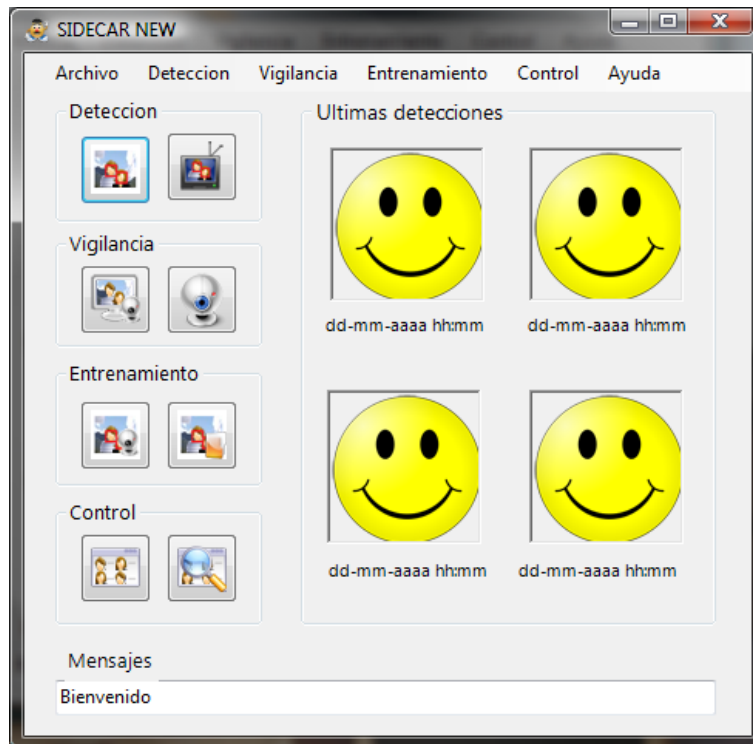 SIDECAR NEW
Archivo Deteccion Vigilancia Entrenamiento Control Ayuda
Deteccion
Vigilancia
Entrenamiento
Control
Ultimas detecciones
dd-mm-aaaa hh:mm dd-mm-aaaa hh:mm
dd-mm-aaaa hh:mm dd-mm-aaaa hh:mm
Mensajes
Bienvenido